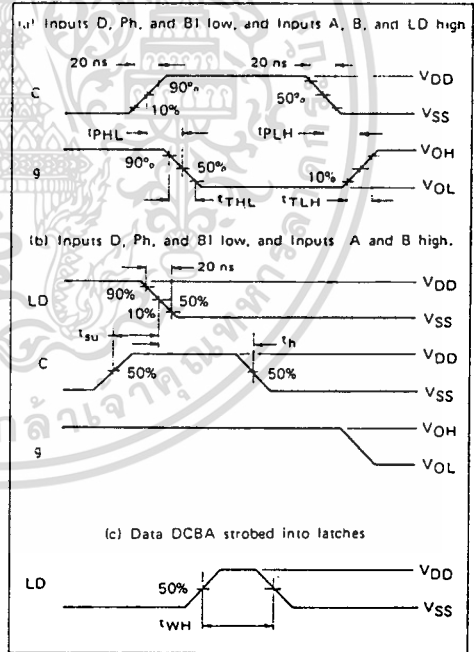 (a) Inputs D, Ph, and BI low, and Inputs A, B, and LD high
20 ns
20 ns
VDD
90%
50%
C
10%
VSS
tPHL
tPLH
VOH
90%
50%
10%
g
VOL
tTHL
tTLH
(b) Inputs D, Ph, and BI low, and Inputs A and B high.
20 ns
VDD
90%
50%
LD
10%
VSS
tsu
th
VDD
C
50%
50%
VSS
VOH
g
VOL
(c) Data DCBA strobed into latches
VDD
LD
50%
VSS
tWH